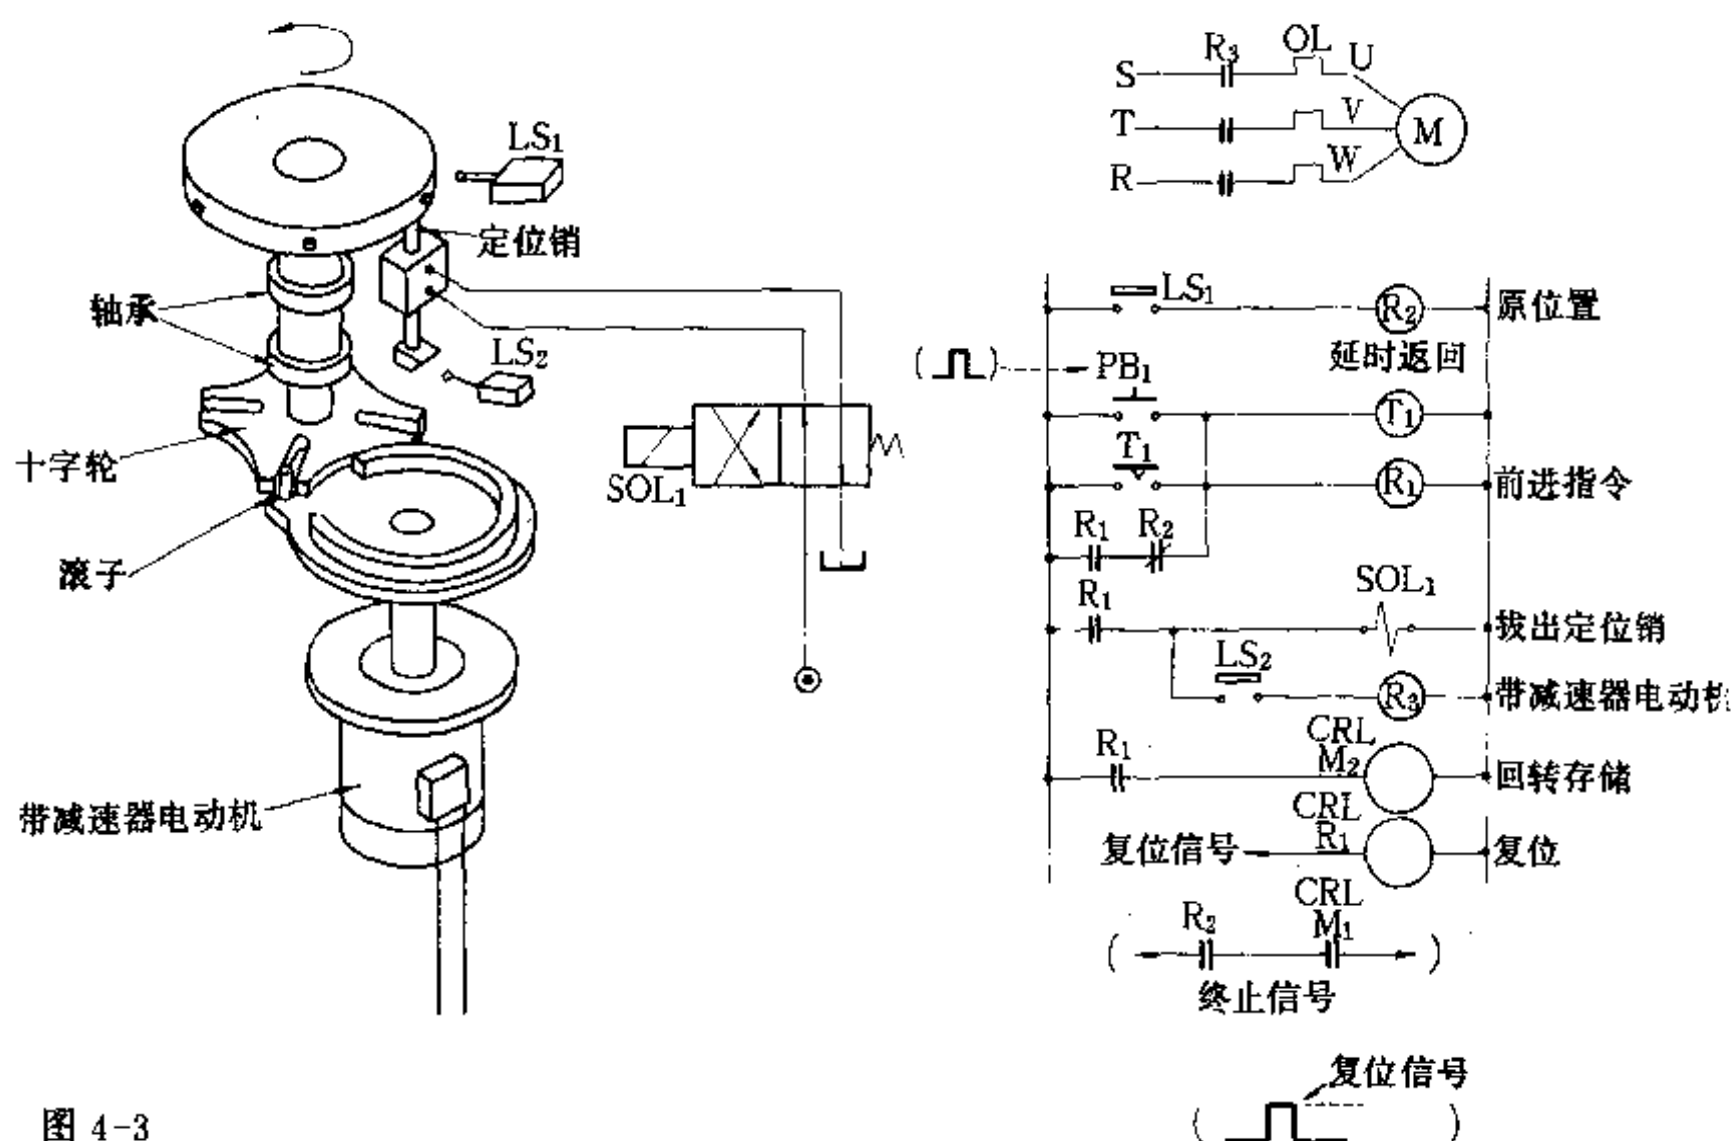 LS₁
定位销
轴承
LS₂
十字轮
SOL₁
滚子
带减速器电动机
图 4-3
R₃ OL U
S
T V M
R W
LS₁ R₂ 原位置
延时返回
PB₁
T₁
T₁
R₁ 前进指令
R₁ R₂
R₁ SOL₁ 拔出定位销
LS₂ R₃ 带减速器电动机
R₁ CRL M₂ 回转存储
复位信号 CRL R₁ 复位
R₂ CRL M₁
终止信号
复位信号